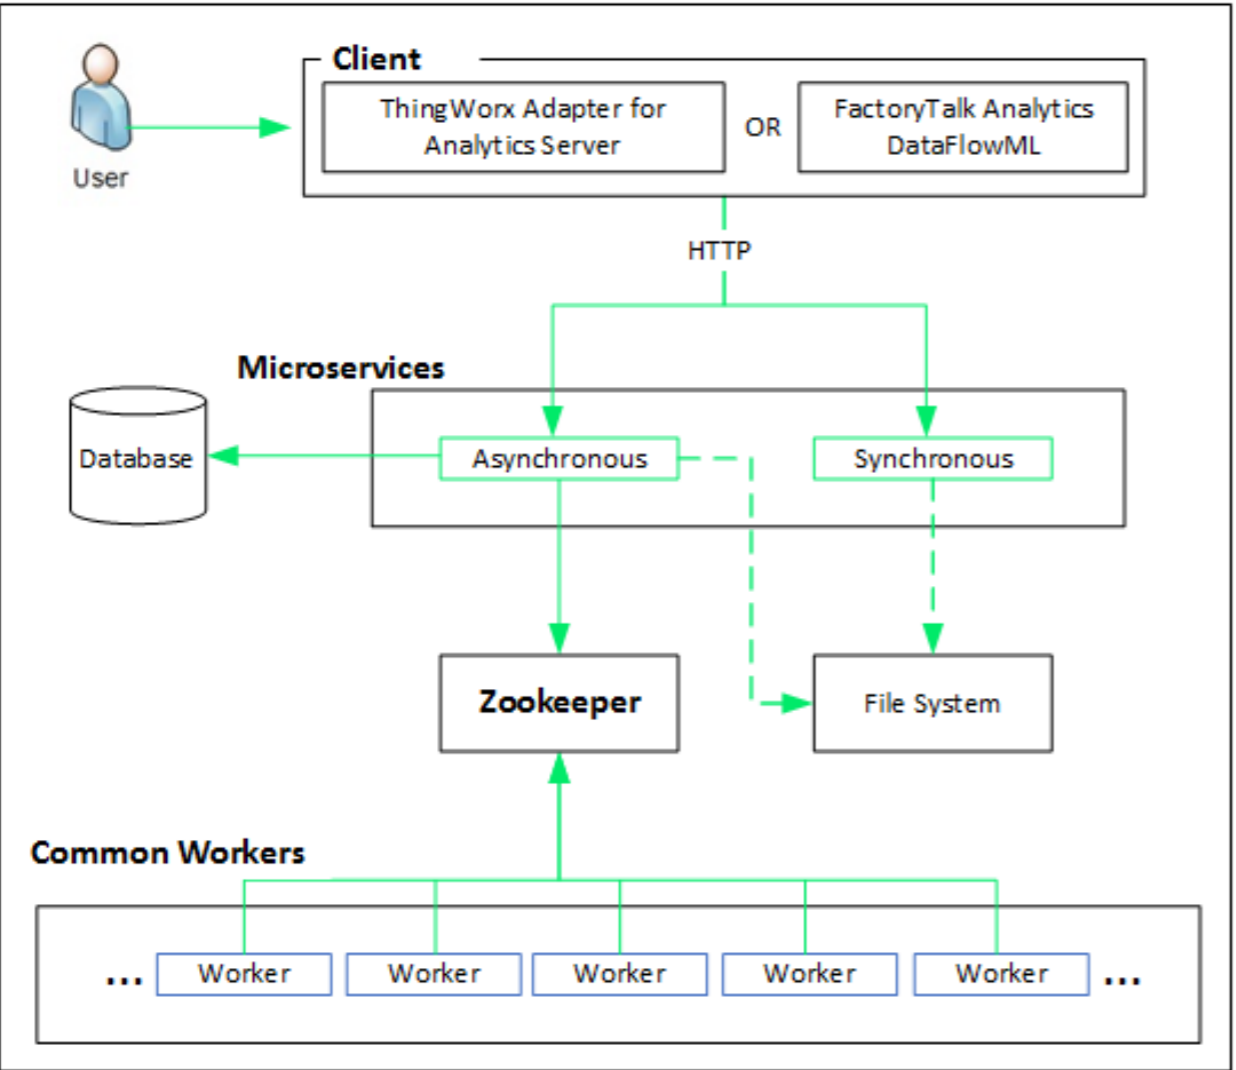 Client
ThingWorx Adapter for
Analytics Server
OR
FactoryTalk Analytics
DataFlowML
User
HTTP
Microservices
Database
Asynchronous
Synchronous
Zookeeper
File System
Common Workers
... Worker Worker Worker Worker Worker ...